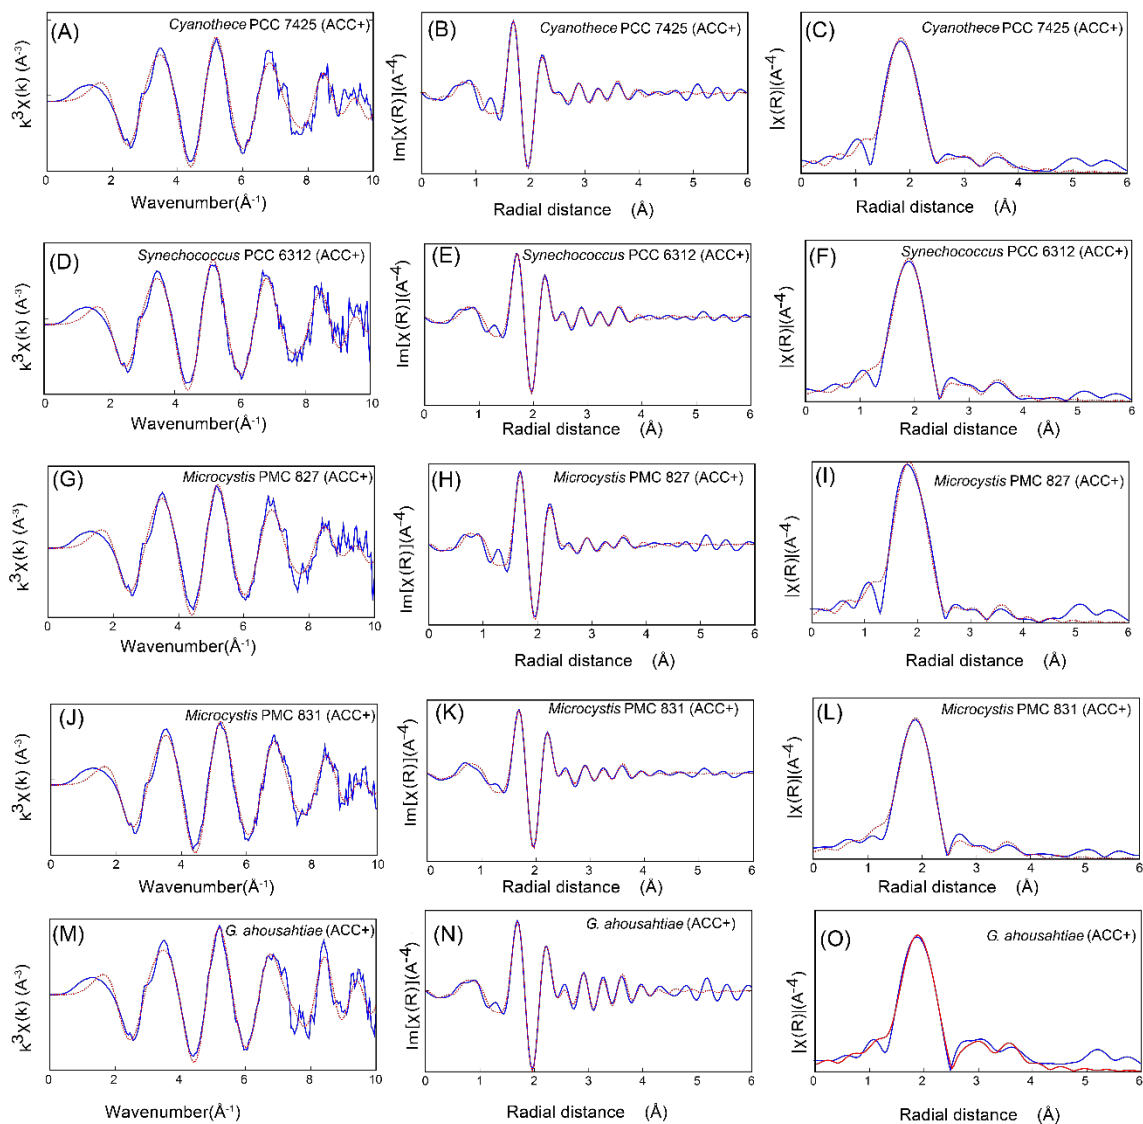 (A) Cyanothece PCC 7425 (ACC+)
k³χ(k) (A⁻³)
0 2 4 6 8 10
Wavenumber(Å⁻¹)
(B) Cyanothece PCC 7425 (ACC+)
Im[χ(R)](A⁻⁴)
0 1 2 3 4 5 6
Radial distance (Å)
(C) Cyanothece PCC 7425 (ACC+)
|χ(R)|(A⁻⁴)
0 1 2 3 4 5 6
Radial distance (Å)
(D) Synechococcus PCC 6312 (ACC+)
k³χ(k) (A⁻³)
0 2 4 6 8 10
Wavenumber(Å⁻¹)
(E) Synechococcus PCC 6312 (ACC+)
Im[χ(R)](A⁻⁴)
0 1 2 3 4 5 6
Radial distance (Å)
(F) Synechococcus PCC 6312 (ACC+)
|χ(R)|(A⁻⁴)
0 1 2 3 4 5 6
Radial distance (Å)
(G) Microcystis PMC 827 (ACC+)
k³χ(k) (A⁻³)
0 2 4 6 8 10
Wavenumber(Å⁻¹)
(H) Microcystis PMC 827 (ACC+)
Im[χ(R)](A⁻⁴)
0 1 2 3 4 5 6
Radial distance (Å)
(I) Microcystis PMC 827 (ACC+)
|χ(R)|(A⁻⁴)
0 1 2 3 4 5 6
Radial distance (Å)
(J) Microcystis PMC 831 (ACC+)
k³χ(k) (A⁻³)
0 2 4 6 8 10
Wavenumber(Å⁻¹)
(K) Microcystis PMC 831 (ACC+)
Im[χ(R)](A⁻⁴)
0 1 2 3 4 5 6
Radial distance (Å)
(L) Microcystis PMC 831 (ACC+)
|χ(R)|(A⁻⁴)
0 1 2 3 4 5 6
Radial distance (Å)
(M) G. ahousahtiae (ACC+)
k³χ(k) (A⁻³)
0 2 4 6 8 10
Wavenumber(Å⁻¹)
(N) G. ahousahtiae (ACC+)
Im[χ(R)](A⁻⁴)
0 1 2 3 4 5 6
Radial distance (Å)
(O) G. ahousahtiae (ACC+)
|χ(R)|(A⁻⁴)
0 1 2 3 4 5 6
Radial distance (Å)